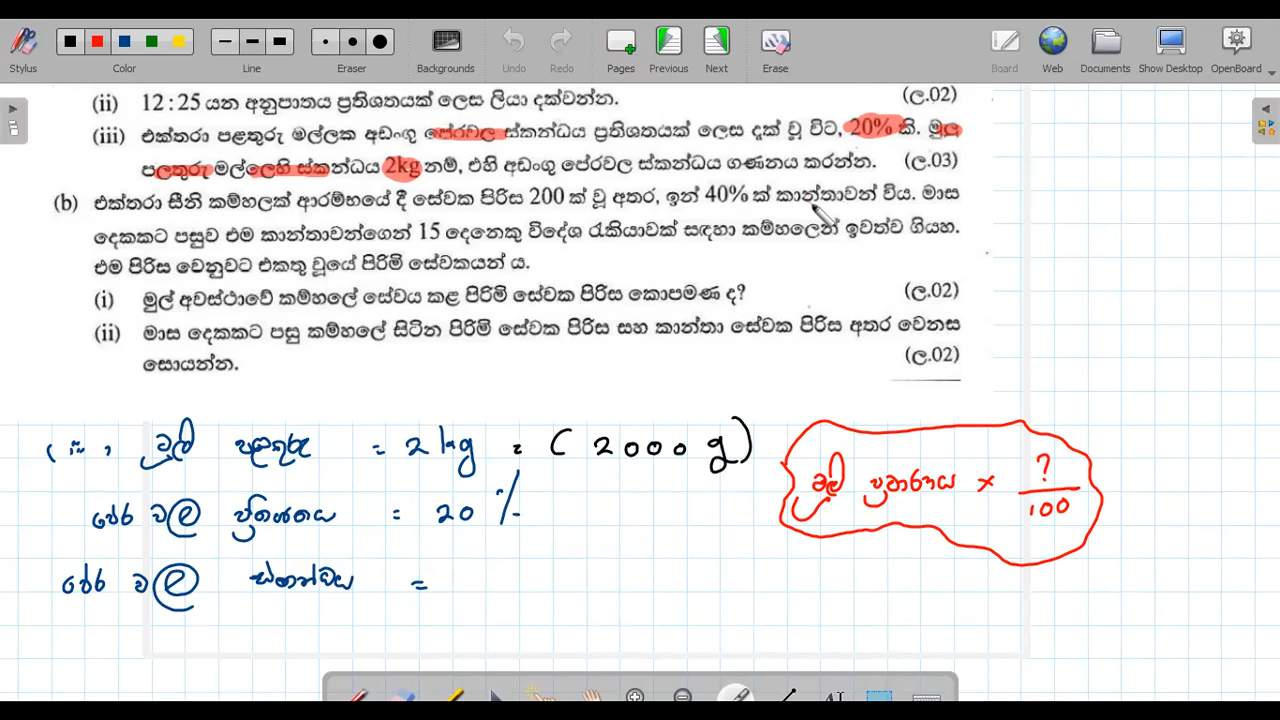 Stylus
Color
Line
Eraser
Backgrounds
Undo
Redo
Pages
Previous
Next
Erase
Board
Web
Documents
Show Desktop
OpenBoard
(ii) 12 : 25 යන අනුපාතය ප්‍රතිශතයක් ලෙස ලියා දක්වන්න. (ල.02)
(iii) එක්තරා පළතුරු මල්ලක අඩංගු පේරවල ස්කන්ධය ප්‍රතිශතයක් ලෙස දැක් වූ විට, 20% කි. මුල
පලතුරු මල්ලෙහි ස්කන්ධය 2kg නම්, එහි අඩංගු පේරවල ස්කන්ධය ගණනය කරන්න. (ල.03)
(b) එක්තරා සීනි කම්හලක් ආරම්භයේ දී සේවක පිරිස 200 ක් වූ අතර, ඉන් 40% ක් කාන්තාවන් විය. මාස
දෙකකට පසුව එම කාන්තාවන්ගෙන් 15 දෙනෙකු විදේශ රැකියාවක් සඳහා කම්හලෙන් ඉවත්ව ගියහ.
එම පිරිස වෙනුවට එකතු වූයේ පිරිමි සේවකයන් ය.
(i) මුල් අවස්ථාවේ කම්හලේ සේවය කළ පිරිමි සේවක පිරිස කොපමණ ද? (ල.02)
(ii) මාස දෙකකට පසු කම්හලේ සිටින පිරිමි සේවක පිරිස සහ කාන්තා සේවක පිරිස අතර වෙනස
සොයන්න. (ල.02)
(iii) මුලු පළතුරු = 2 kg = (2000 g)
මුලු ප්‍රමාණය × ?/100
පේර වල ප්‍රතිශතය = 20 %
පේර වල ස්කන්ධය =